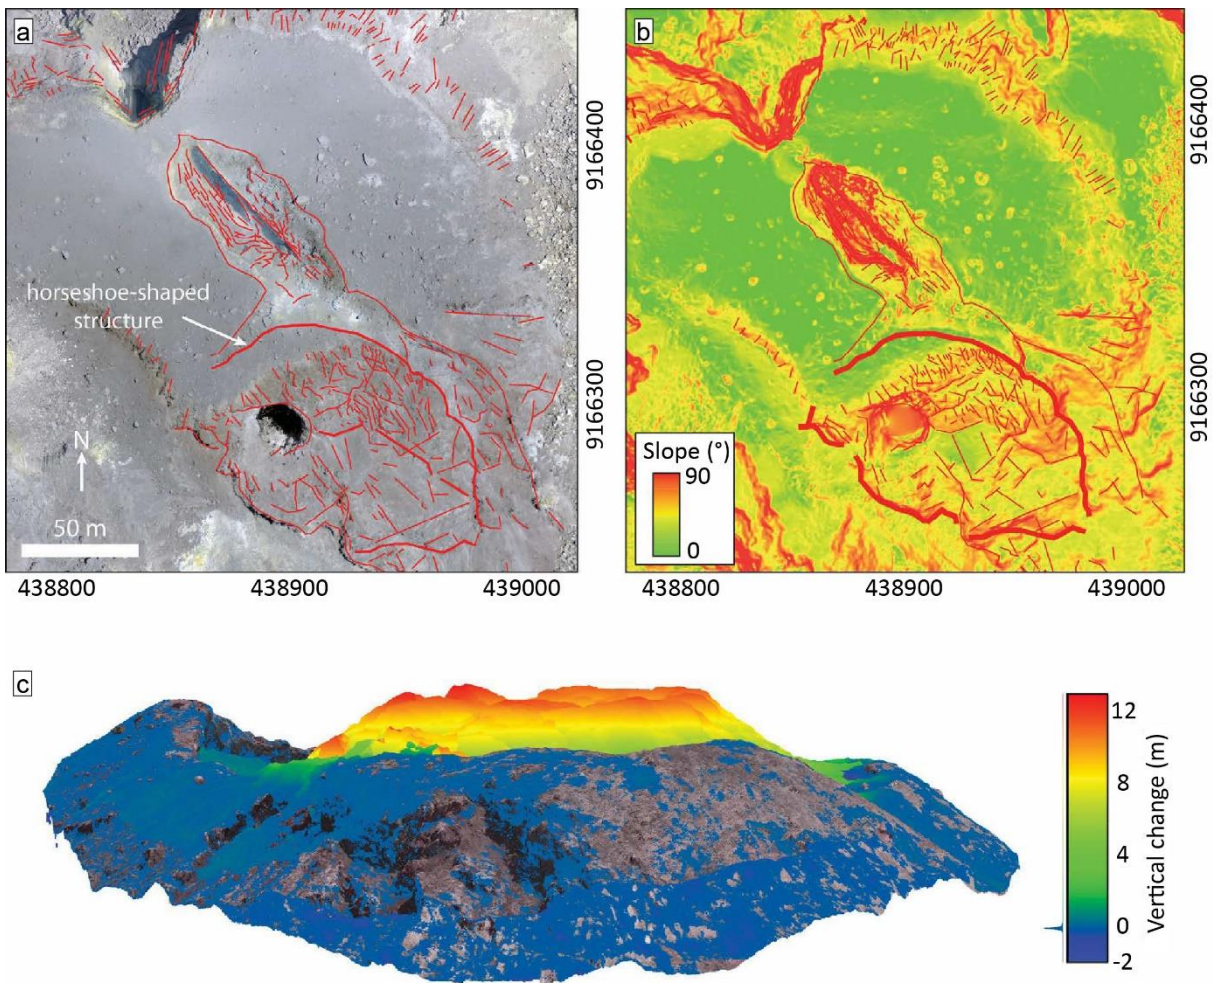 a
b
9166400
9166400
horseshoe-shaped
structure
9166300
9166300
N
Slope (°)
90
0
50 m
438800
438900
439000
438800
438900
439000
c
12
8
4
0
-2
Vertical change (m)